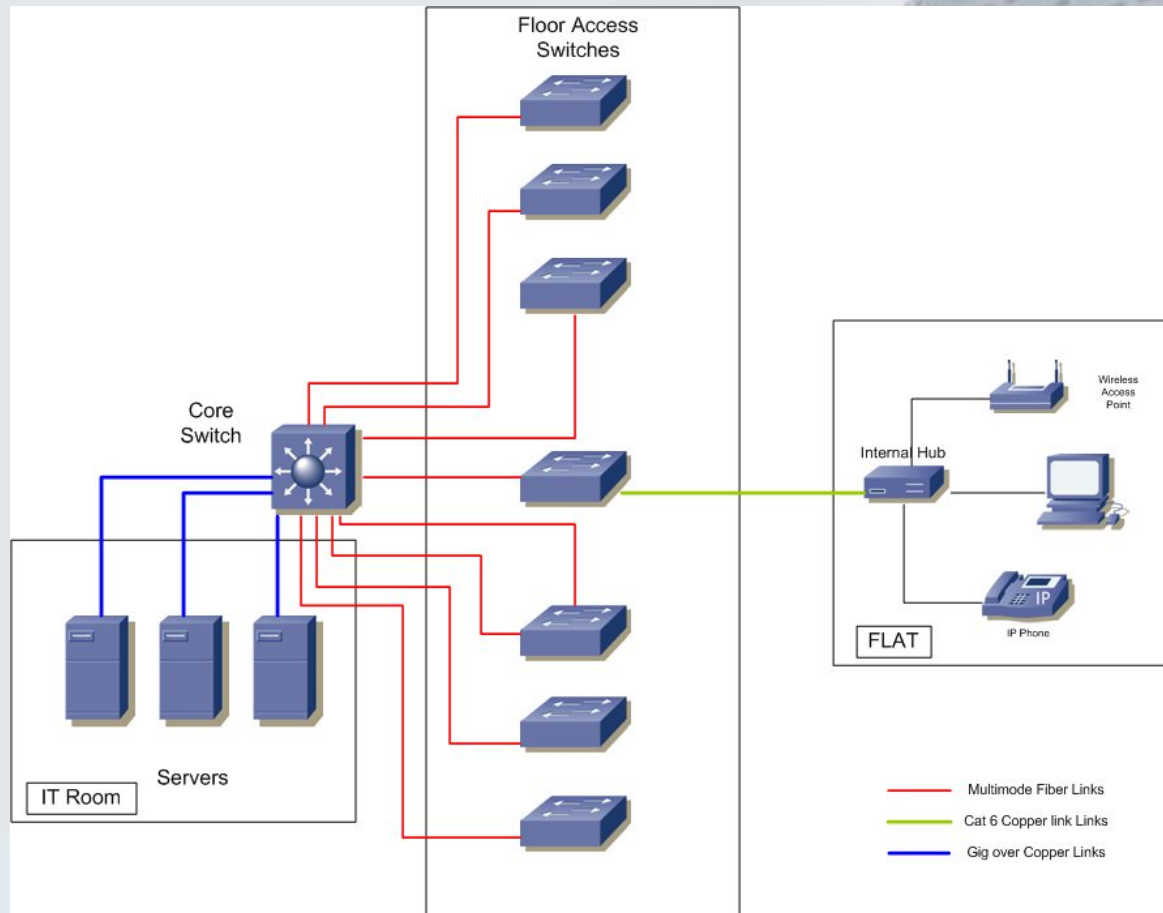 Floor Access
Switches
Core
Switch
Internal Hub
Wireless
Access
Point
IP
IP Phone
FLAT
Servers
IT Room
Multimode Fiber Links
Cat 6 Copper link Links
Gig over Copper Links